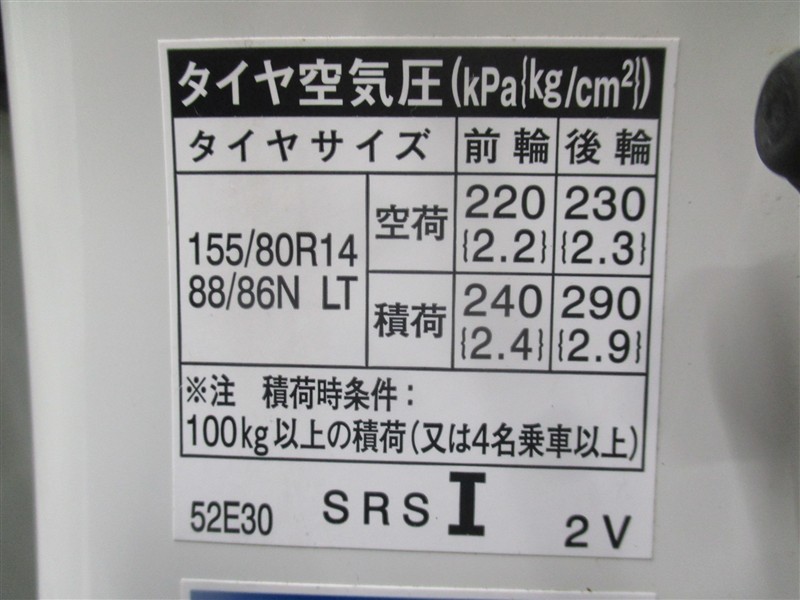 タイヤ空気圧(kPa{kg/cm²})
タイヤサイズ 前輪 後輪
155/80R14 88/86N LT
空荷 220 {2.2} 230 {2.3}
積荷 240 {2.4} 290 {2.9}
※注 積荷時条件:
100kg以上の積荷(又は4名乗車以上)
52E30 SRS I 2V